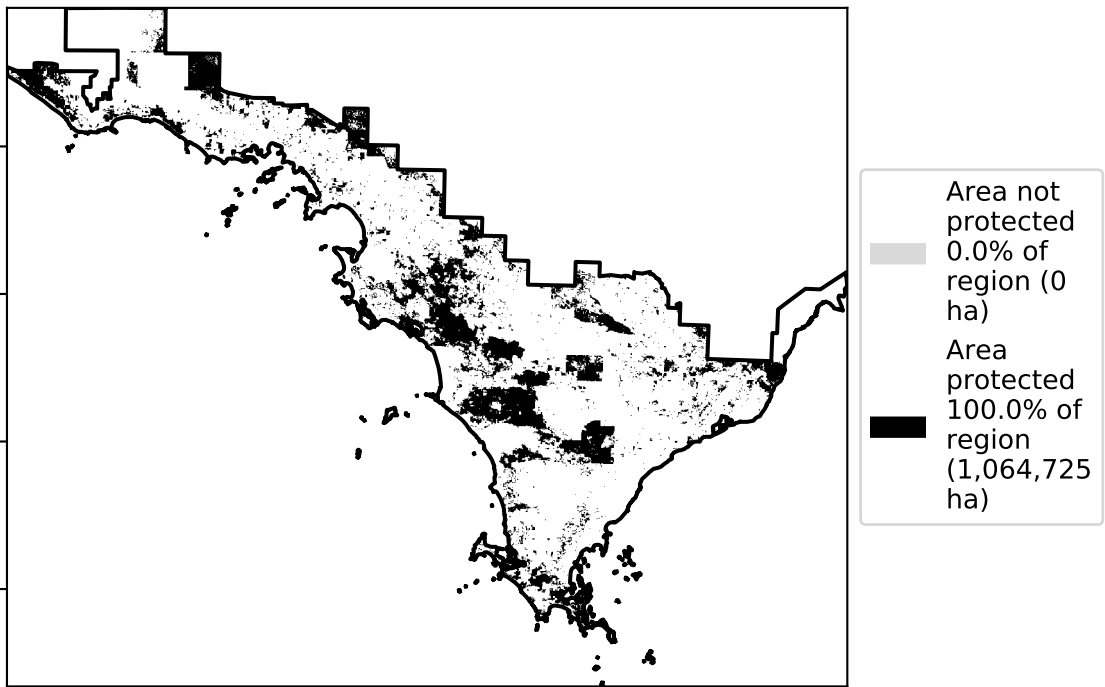 Area not
protected
0.0% of
region (0
ha)
Area
protected
100.0% of
region
(1,064,725
ha)